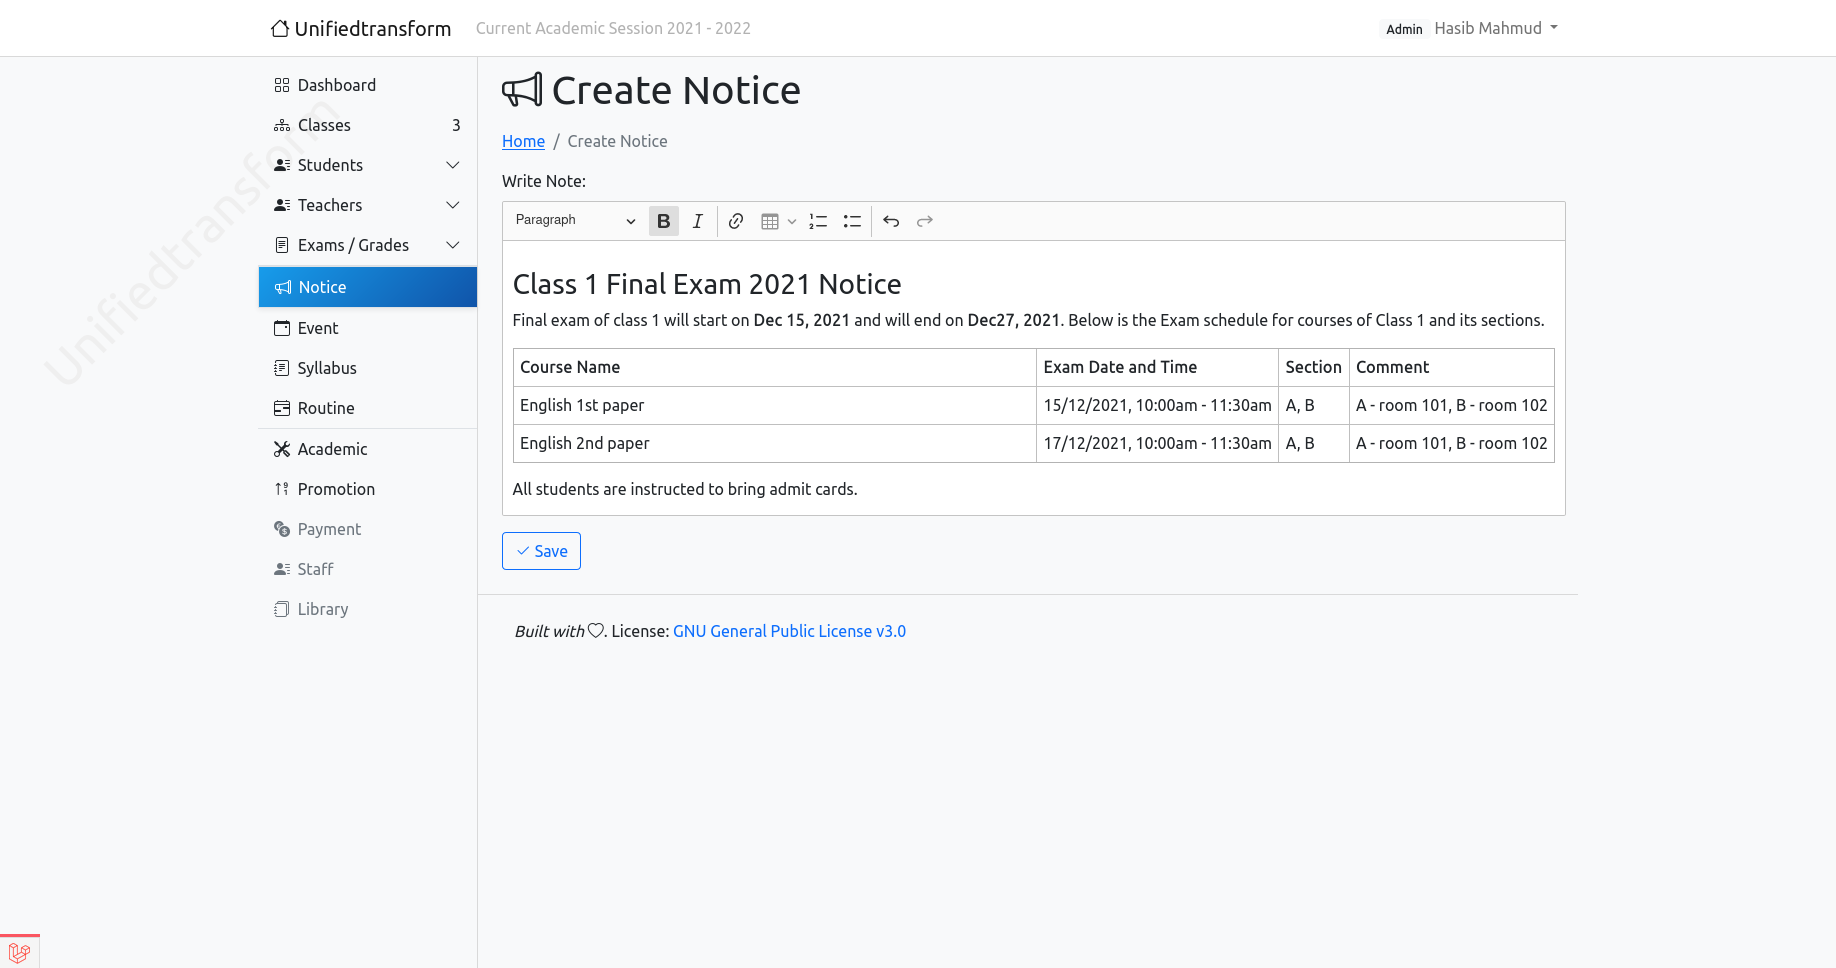 Unifiedtransform Current Academic Session 2021 - 2022 Admin Hasib Mahmud
Dashboard
Classes 3
Students
Teachers
Exams / Grades
Notice
Event
Syllabus
Routine
Academic
Promotion
Payment
Staff
Library
Unifiedtransform
Create Notice
Home / Create Notice
Write Note:
Paragraph B I
Class 1 Final Exam 2021 Notice
Final exam of class 1 will start on Dec 15, 2021 and will end on Dec27, 2021. Below is the Exam schedule for courses of Class 1 and its sections.
Course Name Exam Date and Time Section Comment
English 1st paper 15/12/2021, 10:00am - 11:30am A, B A - room 101, B - room 102
English 2nd paper 17/12/2021, 10:00am - 11:30am A, B A - room 101, B - room 102
All students are instructed to bring admit cards.
Save
Built with . License: GNU General Public License v3.0